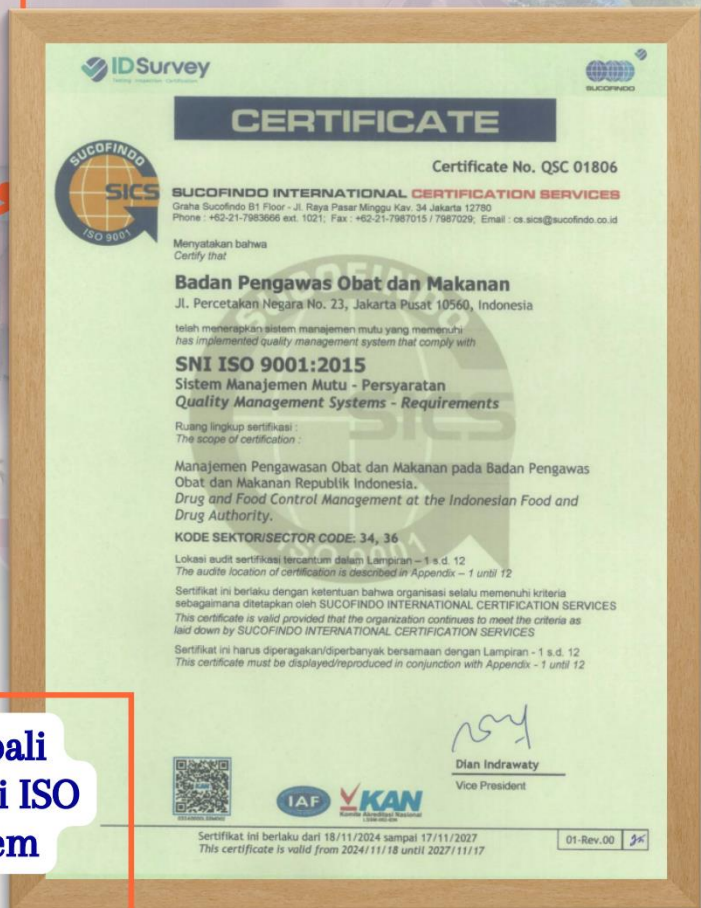 IDSurvey
Testing · Inspection · Certification
SUCOFINDO
CERTIFICATE
Certificate No. QSC 01806
SUCOFINDO
SICS
ISO 9001
SUCOFINDO INTERNATIONAL CERTIFICATION SERVICES
Graha Sucofindo B1 Floor - Jl. Raya Pasar Minggu Kav. 34 Jakarta 12780
Phone : +62-21-7983666 ext. 1021; Fax : +62-21-7987015 / 7987029; Email : cs.sics@sucofindo.co.id
Menyatakan bahwa
Certify that
Badan Pengawas Obat dan Makanan
Jl. Percetakan Negara No. 23, Jakarta Pusat 10560, Indonesia
telah menerapkan sistem manajemen mutu yang memenuhi
has implemented quality management system that comply with
SNI ISO 9001:2015
Sistem Manajemen Mutu - Persyaratan
Quality Management Systems - Requirements
Ruang lingkup sertifikasi :
The scope of certification :
Manajemen Pengawasan Obat dan Makanan pada Badan Pengawas
Obat dan Makanan Republik Indonesia.
Drug and Food Control Management at the Indonesian Food and
Drug Authority.
KODE SEKTOR/SECTOR CODE: 34, 36
Lokasi audit sertifikasi tercantum dalam Lampiran – 1 s.d. 12
The audite location of certification is described in Appendix – 1 until 12
Sertifikat ini berlaku dengan ketentuan bahwa organisasi selalu memenuhi kriteria
sebagaimana ditetapkan oleh SUCOFINDO INTERNATIONAL CERTIFICATION SERVICES
This certificate is valid provided that the organization continues to meet the criteria as
laid down by SUCOFINDO INTERNATIONAL CERTIFICATION SERVICES
Sertifikat ini harus diperagakan/diperbanyak bersamaan dengan Lampiran - 1 s.d. 12
This certificate must be displayed/reproduced in conjunction with Appendix - 1 until 12
Dian Indrawaty
Vice President
IAF
KAN
Komite Akreditasi Nasional
Sertifikat ini berlaku dari 18/11/2024 sampai 17/11/2027
This certificate is valid from 2024/11/18 until 2027/11/17
01-Rev.00
bali
i ISO
em